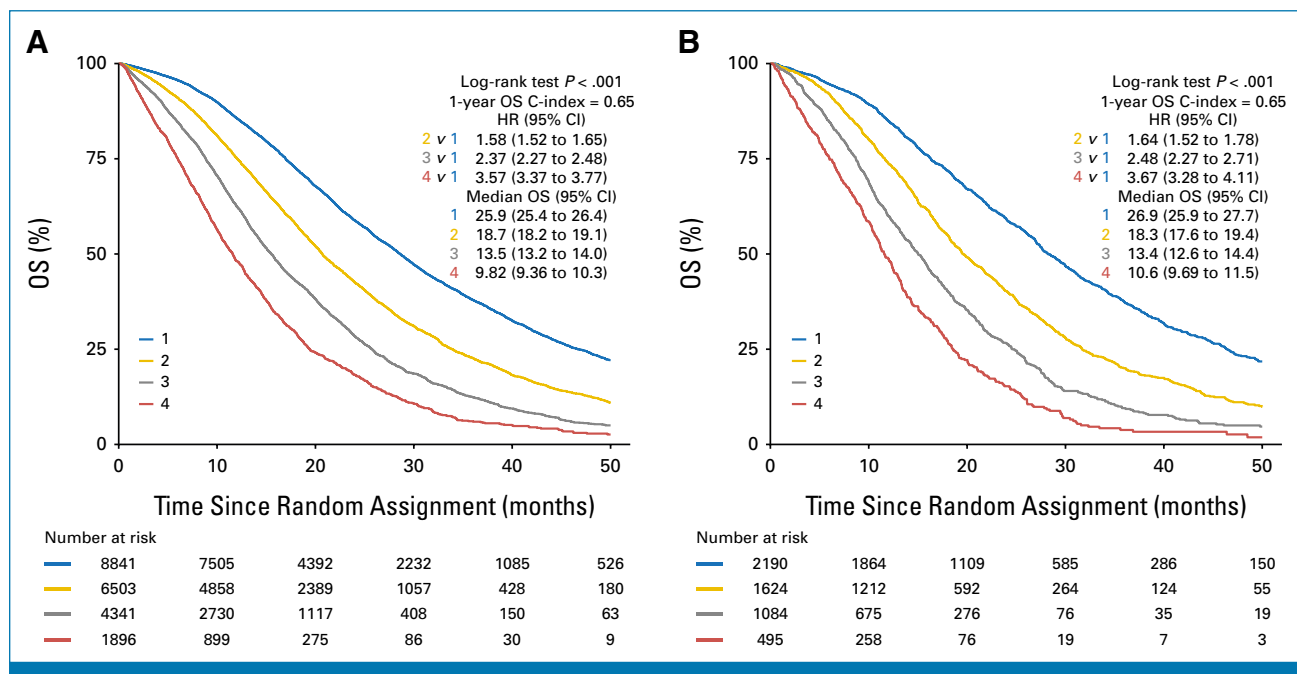 A
100
75
50
25
0
OS (%)
Log-rank test P < .001
1-year OS C-index = 0.65
HR (95% CI)
2 v 1 1.58 (1.52 to 1.65)
3 v 1 2.37 (2.27 to 2.48)
4 v 1 3.57 (3.37 to 3.77)
Median OS (95% CI)
1 25.9 (25.4 to 26.4)
2 18.7 (18.2 to 19.1)
3 13.5 (13.2 to 14.0)
4 9.82 (9.36 to 10.3)
1
2
3
4
0 10 20 30 40 50
Time Since Random Assignment (months)
Number at risk
8841 7505 4392 2232 1085 526
6503 4858 2389 1057 428 180
4341 2730 1117 408 150 63
1896 899 275 86 30 9
B
100
75
50
25
0
OS (%)
Log-rank test P < .001
1-year OS C-index = 0.65
HR (95% CI)
2 v 1 1.64 (1.52 to 1.78)
3 v 1 2.48 (2.27 to 2.71)
4 v 1 3.67 (3.28 to 4.11)
Median OS (95% CI)
1 26.9 (25.9 to 27.7)
2 18.3 (17.6 to 19.4)
3 13.4 (12.6 to 14.4)
4 10.6 (9.69 to 11.5)
1
2
3
4
0 10 20 30 40 50
Time Since Random Assignment (months)
Number at risk
2190 1864 1109 585 286 150
1624 1212 592 264 124 55
1084 675 276 76 35 19
495 258 76 19 7 3